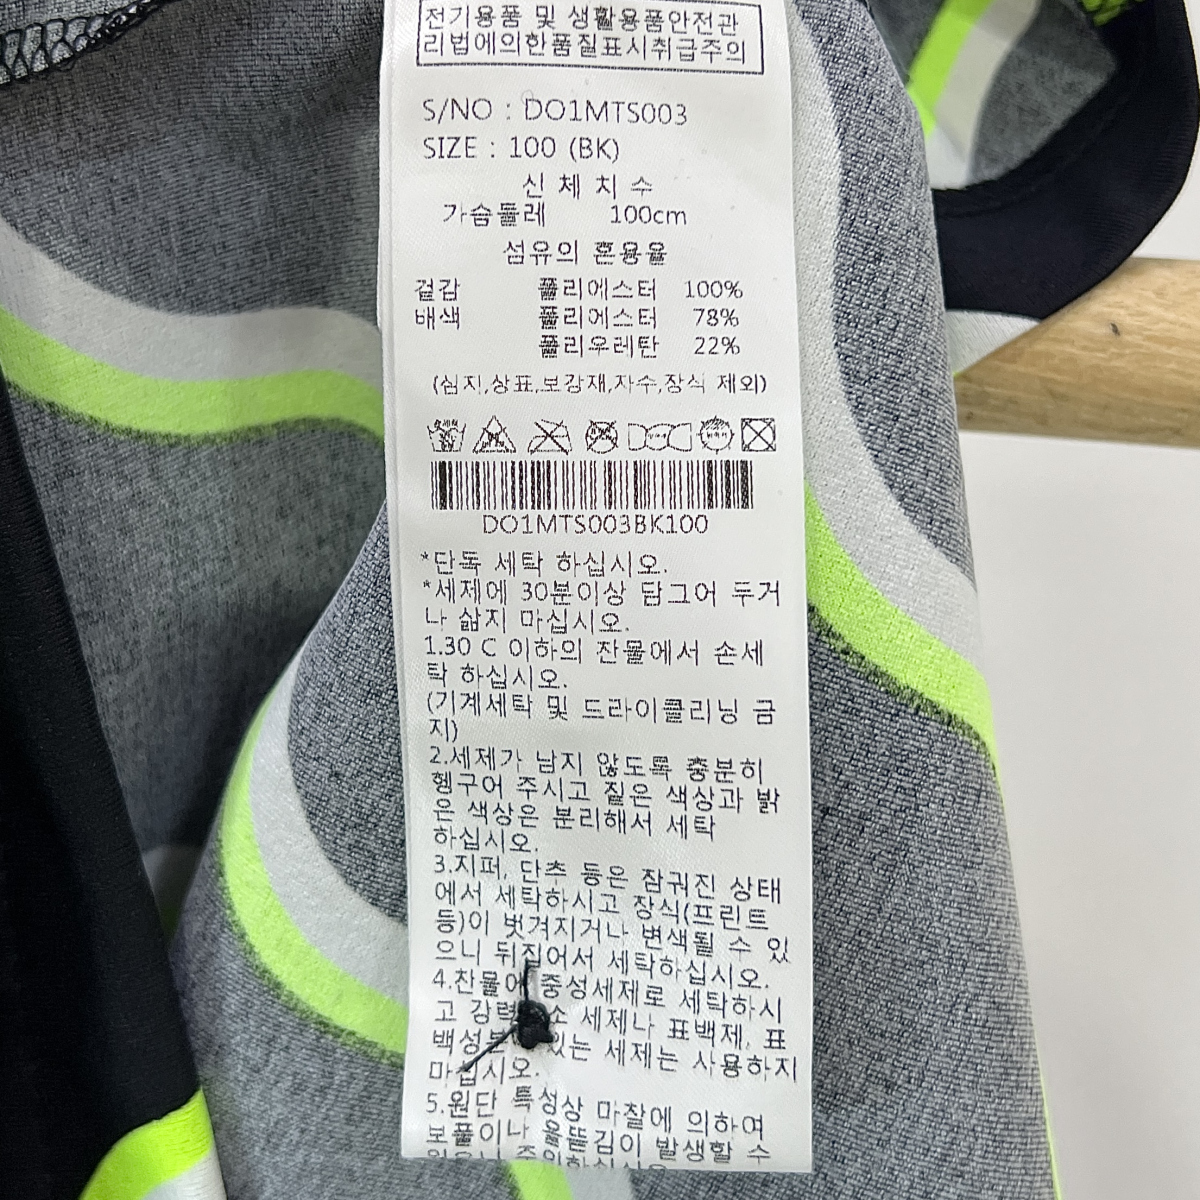 전기용품 및 생활용품안전관
리법에의한품질표시취급주의
S/NO : DO1MTS003
SIZE : 100 (BK)
신 체 치 수
가슴둘레 100cm
섬유의 혼용율
겉감 폴리에스터 100%
배색 폴리에스터 78%
폴리우레탄 22%
(심지,상표,보강재,자수,장식 제외)
DO1MTS003BK100
*단독 세탁 하십시오.
*세제에 30분이상 담그어 두거
나 삶지 마십시오.
1.30 C 이하의 찬물에서 손세
탁 하십시오.
(기계세탁 및 드라이클리닝 금
지)
2.세제가 남지 않도록 충분히
헹구어 주시고 짙은 색상과 밝
은 색상은 분리해서 세탁
하십시오.
3.지퍼, 단추 등은 잠궈진 상태
에서 세탁하시고 장식(프린트
등)이 벗겨지거나 변색될 수 있
으니 뒤집어서 세탁하십시오.
4.찬물에 중성세제로 세탁하시
고 세제나 표백제, 표
있는 세제는 사용하지
마십시오.
5.원단 특성상 마찰에 의하여
보풀이나 올뜯김이 발생할 수